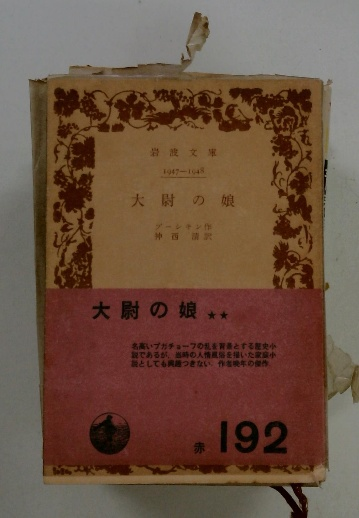 岩波文庫
1917—1918
大尉の娘
プーシキン作
神西 清訳
大尉の娘 ★★
名高いプガチョーフの乱を背景とする歴史小
説であるが、当時の人情風俗を描いた家庭小
説としても興趣つきない。作者晩年の傑作。
赤 192